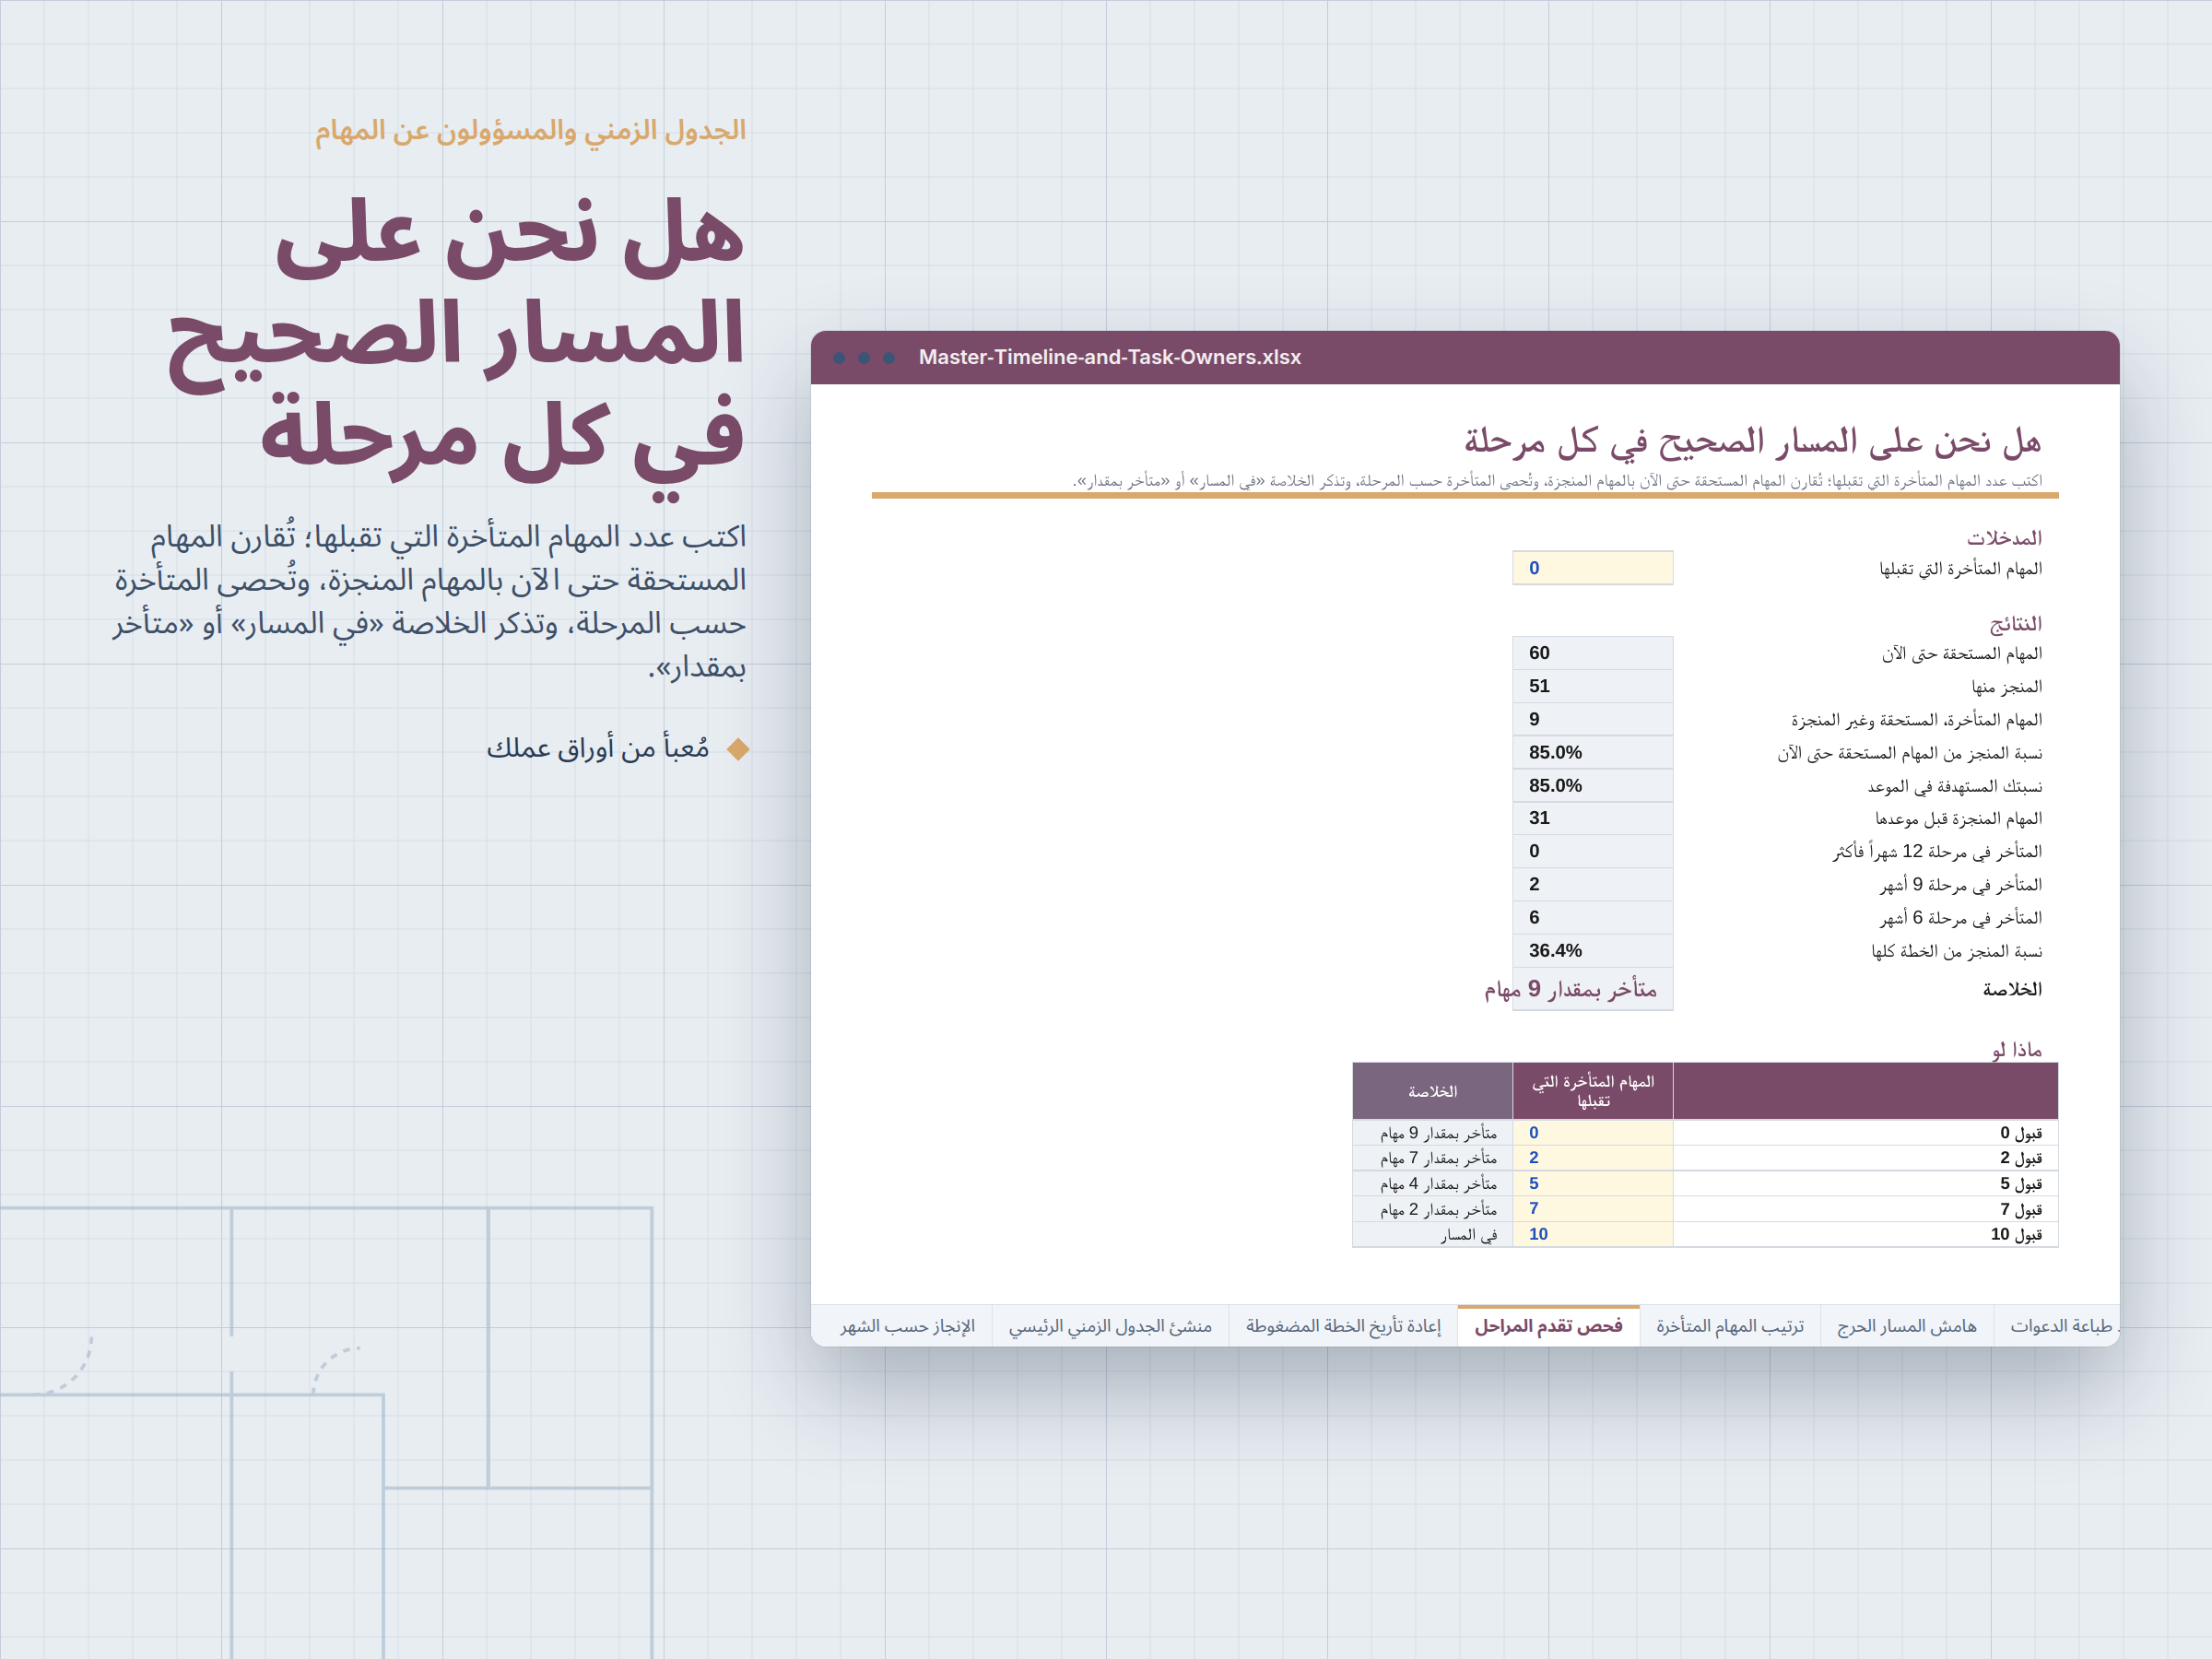 الجدول الزمني والمسؤولون عن المهام
هل نحن على
المسار الصحيح
في كل مرحلة
اكتب عدد المهام المتأخرة التي تقبلها؛ تُقارن المهام
المستحقة حتى الآن بالمهام المنجزة، وتُحصى المتأخرة
حسب المرحلة، وتذكر الخلاصة «في المسار» أو «متأخر
بمقدار».
مُعبأ من أوراق عملك
Master-Timeline-and-Task-Owners.xlsx
هل نحن على المسار الصحيح في كل مرحلة
اكتب عدد المهام المتأخرة التي تقبلها؛ تُقارن المهام المستحقة حتى الآن بالمهام المنجزة، وتُحصى المتأخرة حسب المرحلة، وتذكر الخلاصة «في المسار» أو «متأخر بمقدار».
المدخلات
المهام المتأخرة التي تقبلها 0
النتائج
المهام المستحقة حتى الآن 60
المنجز منها 51
المهام المتأخرة، المستحقة وغير المنجزة 9
نسبة المنجز من المهام المستحقة حتى الآن 85.0%
نسبتك المستهدفة في الموعد 85.0%
المهام المنجزة قبل موعدها 31
المتأخر في مرحلة 12 شهراً فأكثر 0
المتأخر في مرحلة 9 أشهر 2
المتأخر في مرحلة 6 أشهر 6
نسبة المنجز من الخطة كلها 36.4%
الخلاصة متأخر بمقدار 9 مهام
ماذا لو
المهام المتأخرة التي تقبلها الخلاصة
قبول 0 0 متأخر بمقدار 9 مهام
قبول 2 2 متأخر بمقدار 7 مهام
قبول 5 5 متأخر بمقدار 4 مهام
قبول 7 7 متأخر بمقدار 2 مهام
قبول 10 10 في المسار
طباعة الدعوات هامش المسار الحرج ترتيب المهام المتأخرة فحص تقدم المراحل إعادة تأريخ الخطة المضغوطة منشئ الجدول الزمني الرئيسي الإنجاز حسب الشهر